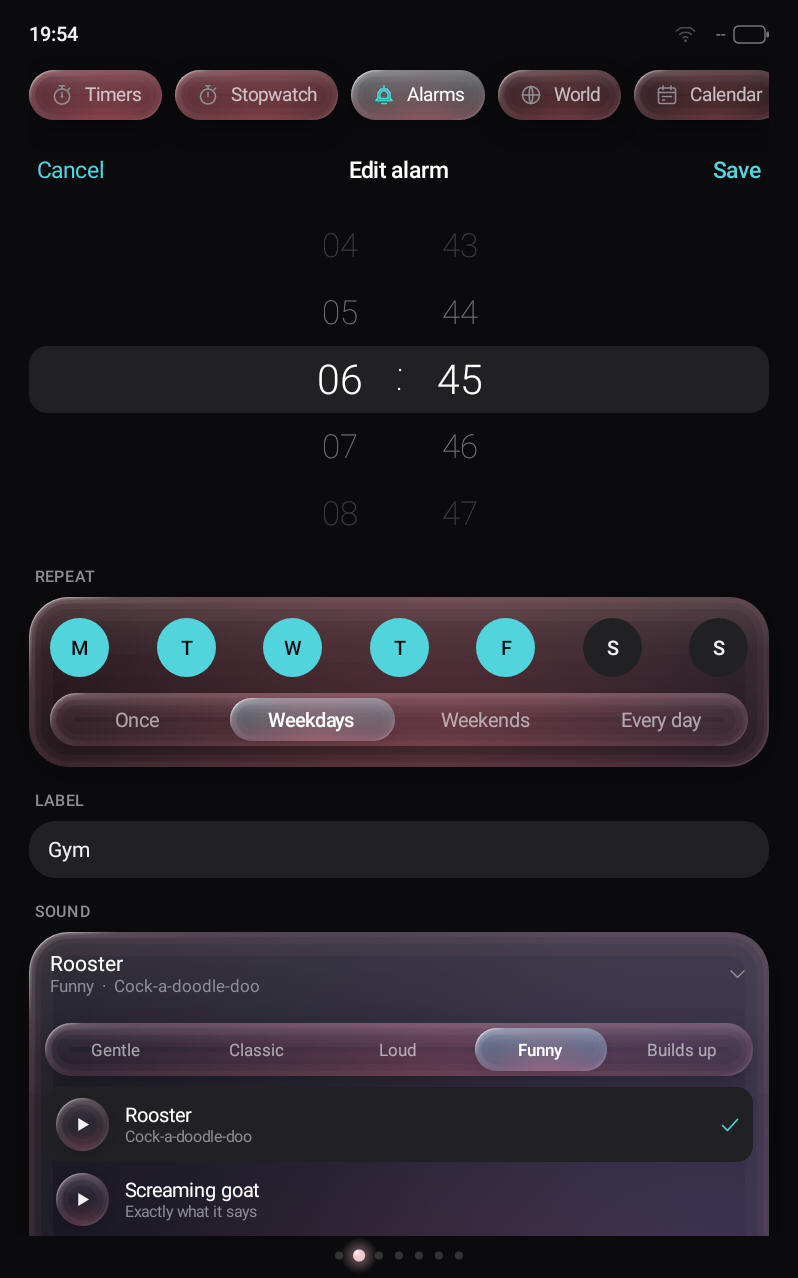 19:54
--
Timers Stopwatch Alarms World Calendar
Cancel Edit alarm Save
04 43
05 44
06 : 45
07 46
08 47
REPEAT
M T W T F S S
Once Weekdays Weekends Every day
LABEL
Gym
SOUND
Rooster
Funny · Cock-a-doodle-doo
Gentle Classic Loud Funny Builds up
Rooster
Cock-a-doodle-doo
Screaming goat
Exactly what it says